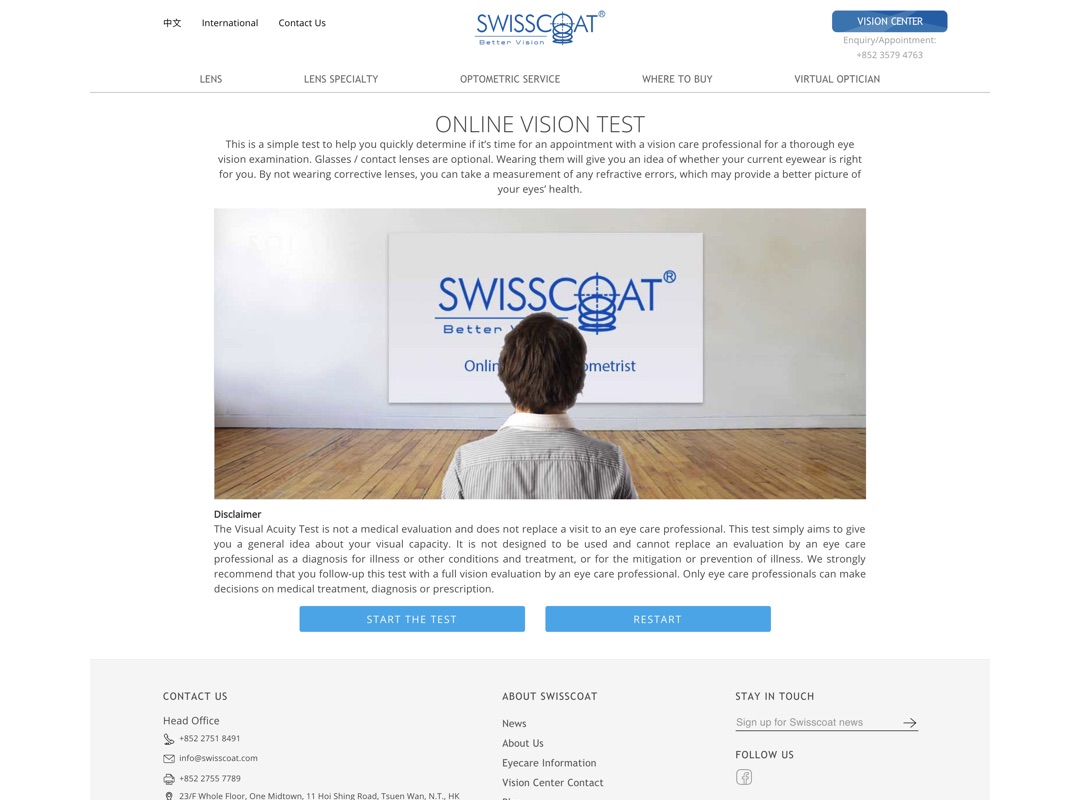 中文 International Contact Us
SWISSCOAT®
Better Vision
VISION CENTER
Enquiry/Appointment:
+852 3579 4763
LENS LENS SPECIALTY OPTOMETRIC SERVICE WHERE TO BUY VIRTUAL OPTICIAN
ONLINE VISION TEST
This is a simple test to help you quickly determine if it’s time for an appointment with a vision care professional for a thorough eye
vision examination. Glasses / contact lenses are optional. Wearing them will give you an idea of whether your current eyewear is right
for you. By not wearing corrective lenses, you can take a measurement of any refractive errors, which may provide a better picture of
your eyes’ health.
SWISSCOAT®
Better
Onlin ometrist
Disclaimer
The Visual Acuity Test is not a medical evaluation and does not replace a visit to an eye care professional. This test simply aims to give
you a general idea about your visual capacity. It is not designed to be used and cannot replace an evaluation by an eye care
professional as a diagnosis for illness or other conditions and treatment, or for the mitigation or prevention of illness. We strongly
recommend that you follow-up this test with a full vision evaluation by an eye care professional. Only eye care professionals can make
decisions on medical treatment, diagnosis or prescription.
START THE TEST RESTART
CONTACT US
Head Office
+852 2751 8491
info@swisscoat.com
+852 2755 7789
23/F Whole Floor, One Midtown, 11 Hoi Shing Road, Tsuen Wan, N.T., HK
ABOUT SWISSCOAT
News
About Us
Eyecare Information
Vision Center Contact
STAY IN TOUCH
Sign up for Swisscoat news
FOLLOW US